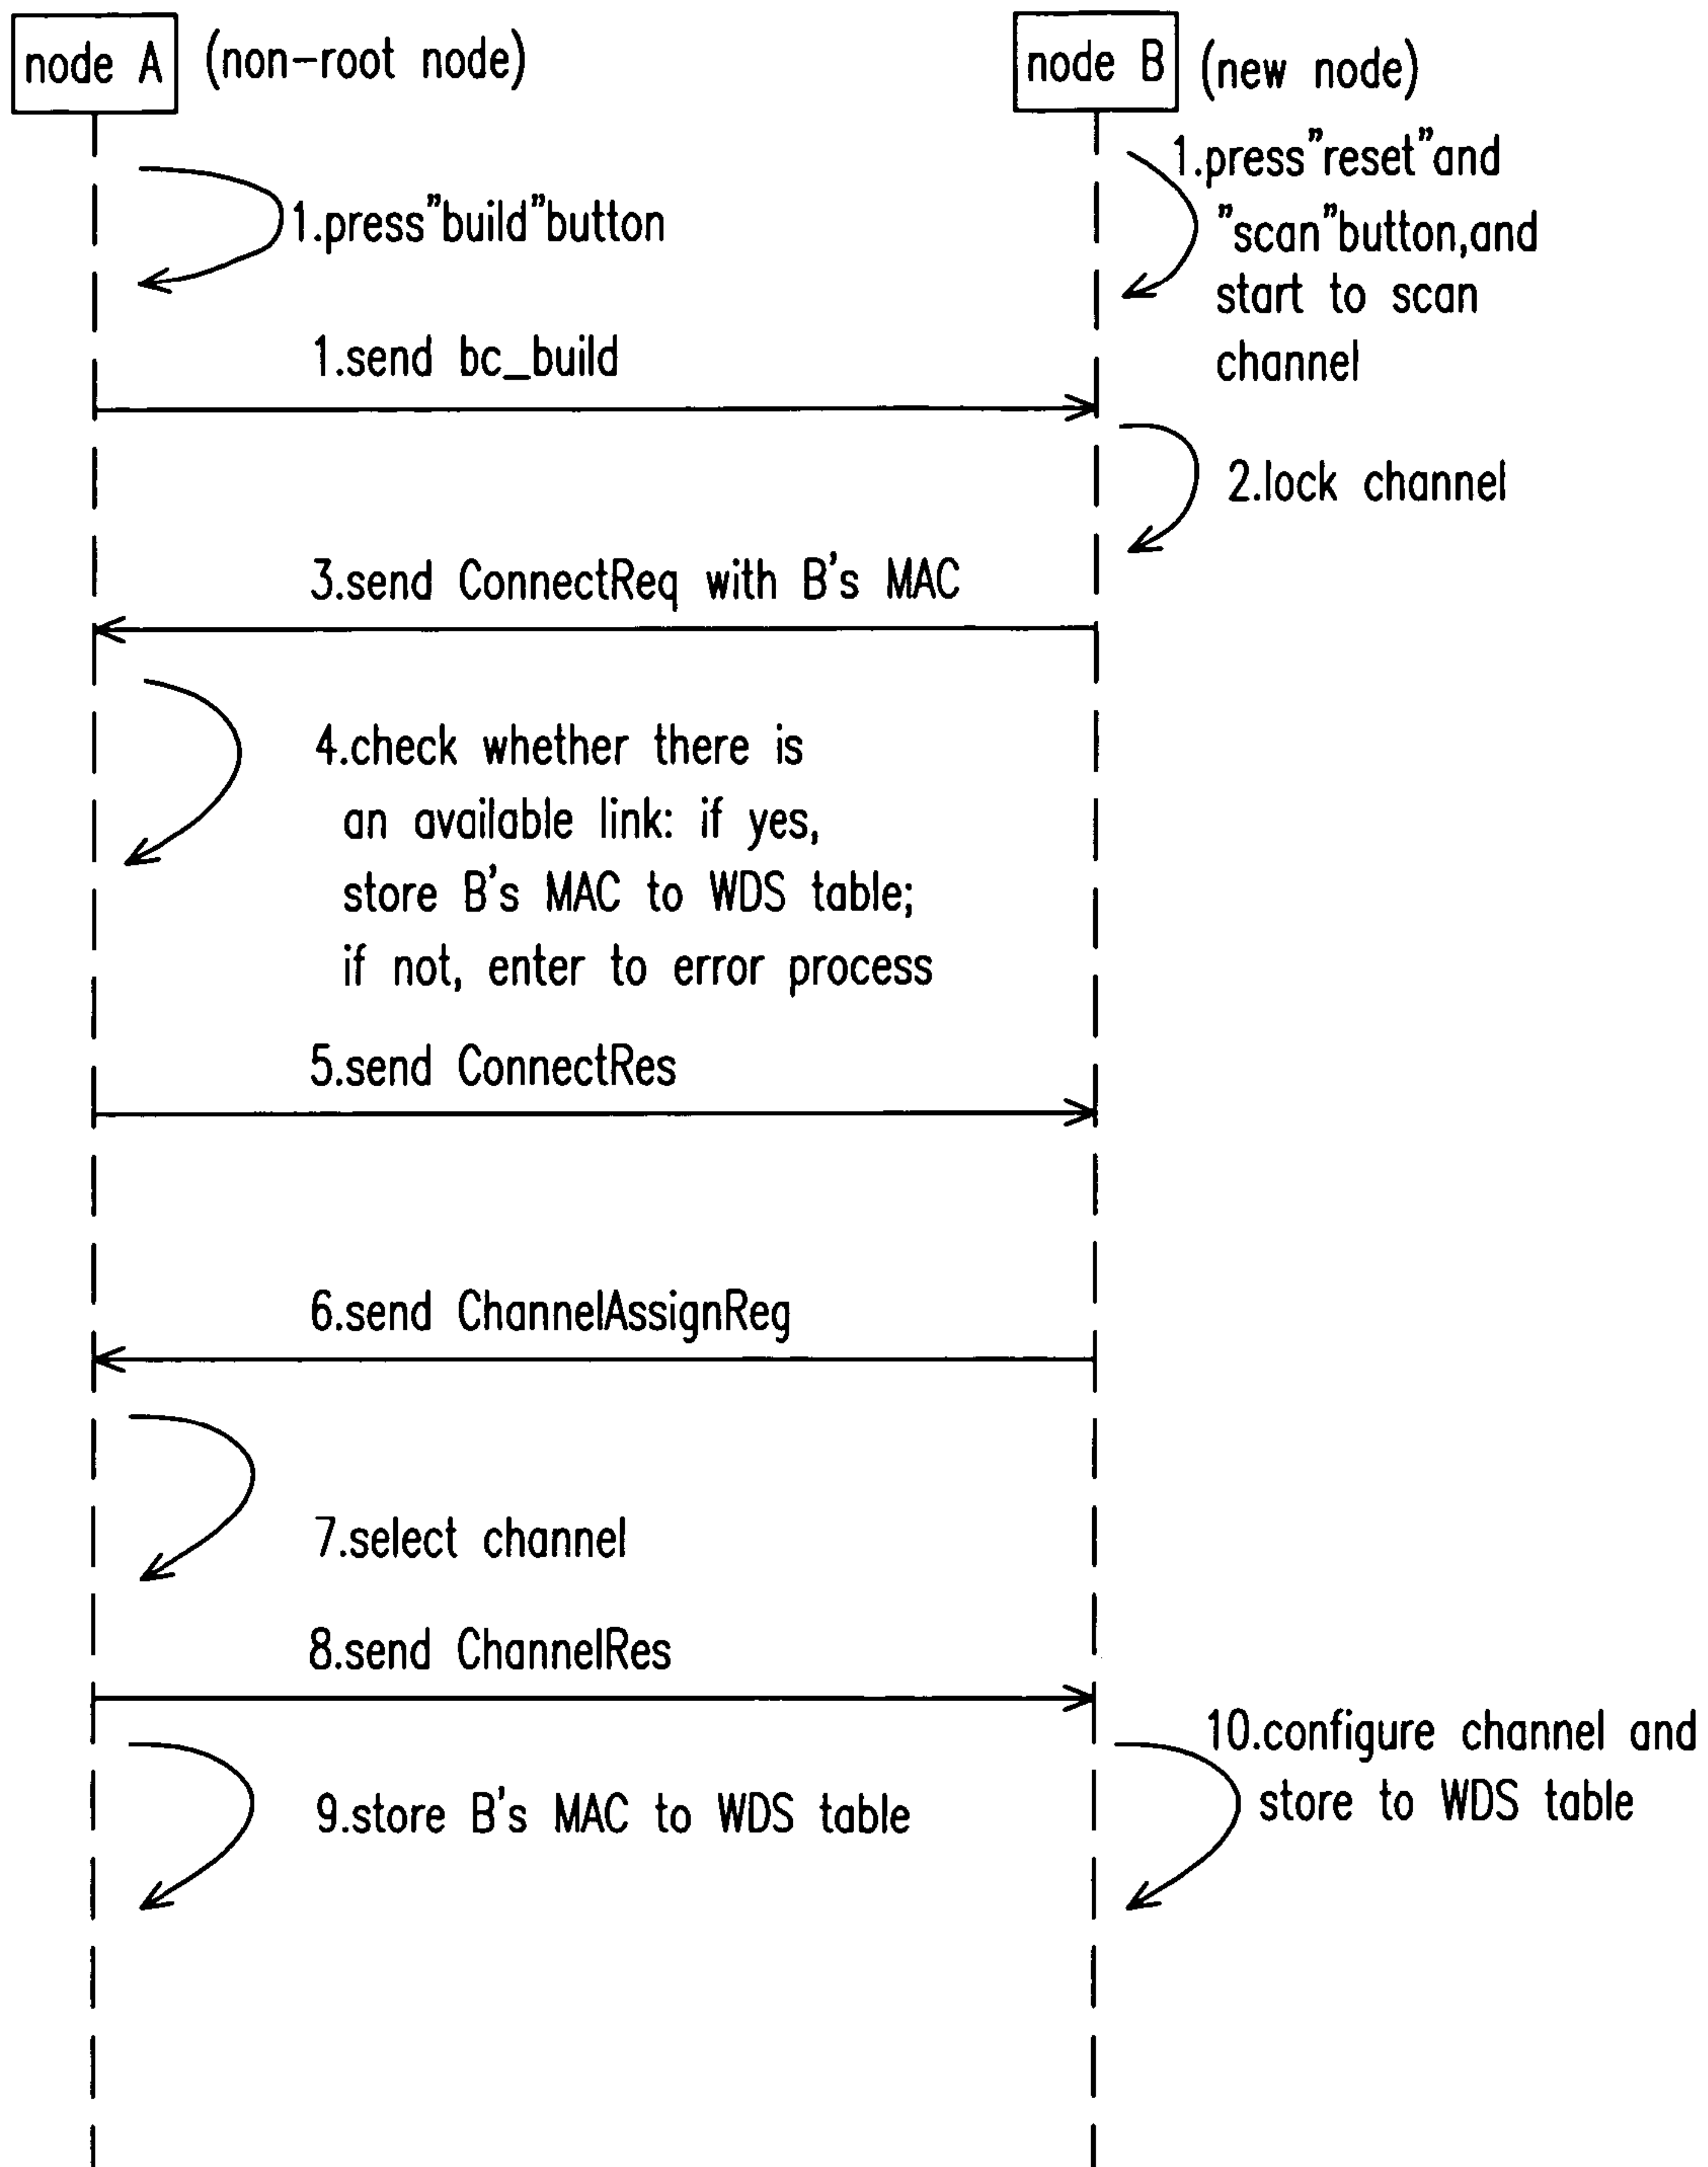 node A (non-root node)
node B (new node)
1.press"build"button
1.press"reset"and
"scan"button,and
start to scan
channel
1.send bc_build
2.lock channel
3.send ConnectReq with B's MAC
4.check whether there is
an available link: if yes,
store B's MAC to WDS table;
if not, enter to error process
5.send ConnectRes
6.send ChannelAssignReg
7.select channel
8.send ChannelRes
9.store B's MAC to WDS table
10.configure channel and
store to WDS table